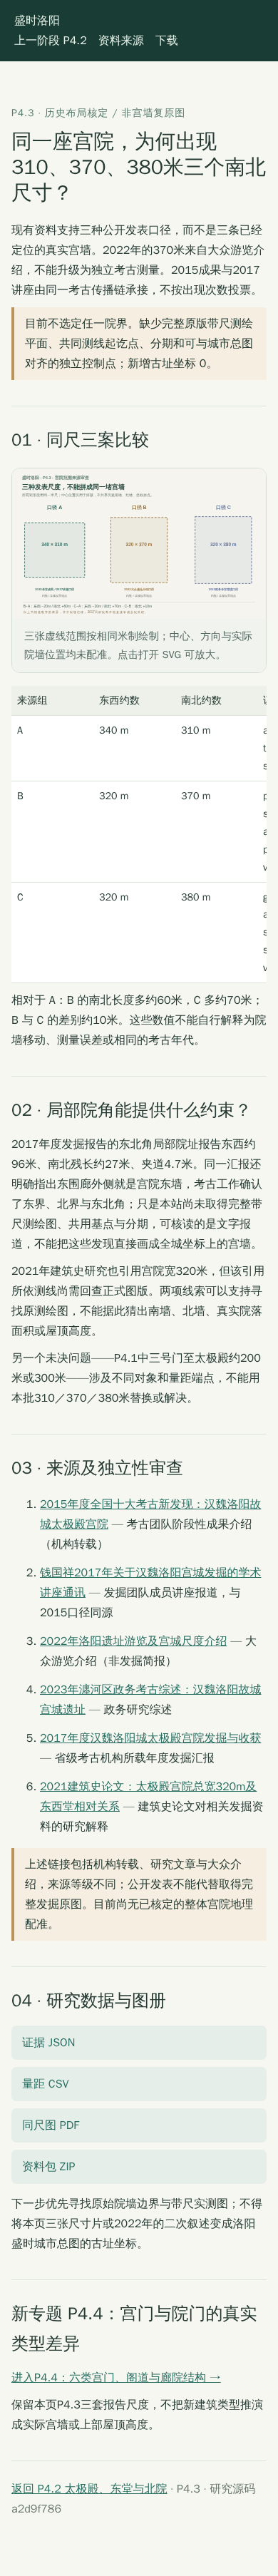 盛时洛阳
上一阶段 P4.2 资料来源 下载
P4.3 · 历史布局核定 / 非宫墙复原图
同一座宫院，为何出现
310、370、380米三个南北
尺寸？
现有资料支持三种公开发表口径，而不是三条已经
定位的真实宫墙。2022年的370米来自大众游览介
绍，不能升级为独立考古测量。2015成果与2017
讲座由同一考古传播链承接，不按出现次数投票。
目前不选定任一院界。缺少完整原版带尺测绘
平面、共同测线起讫点、分期和可与城市总图
对齐的独立控制点；新增古址坐标 0。
01 · 同尺三案比较
三种发表尺度，不能拼成同一堵宫墙
口径 A
口径 B
口径 C
340 × 310 m
320 × 370 m
320 × 380 m
三张虚线范围按相同米制绘制；中心、方向与实际
院墙位置均未配准。点击打开 SVG 可放大。
来源组 东西约数 南北约数
A 340 m 310 m
B 320 m 370 m
C 320 m 380 m
相对于 A：B 的南北长度多约60米，C 多约70米；
B 与 C 的差别约10米。这些数值不能自行解释为院
墙移动、测量误差或相同的考古年代。
02 · 局部院角能提供什么约束？
2017年度发掘报告的东北角局部院址报告东西约
96米、南北残长约27米、夹道4.7米。同一汇报还
明确指出东围廊外侧就是宫院东墙，考古工作确认
了东界、北界与东北角；只是本站尚未取得完整带
尺测绘图、共用基点与分期，可核读的是文字报
道，不能把这些发现直接画成全城坐标上的宫墙。
2021年建筑史研究也引用宫院宽320米，但该引用
所依测线尚需回查正式图版。两项线索可以支持寻
找原测绘图，不能据此猜出南墙、北墙、真实院落
面积或屋顶高度。
另一个未决问题——P4.1中三号门至太极殿约200
米或300米——涉及不同对象和量距端点，不能用
本批310／370／380米替换或解决。
03 · 来源及独立性审查
1. 2015年度全国十大考古新发现：汉魏洛阳故
城太极殿宫院 — 考古团队阶段性成果介绍
（机构转载）
2. 钱国祥2017年关于汉魏洛阳宫城发掘的学术
讲座通讯 — 发掘团队成员讲座报道，与
2015口径同源
3. 2022年洛阳遗址游览及宫城尺度介绍 — 大
众游览介绍（非发掘简报）
4. 2023年瀍河区政务考古综述：汉魏洛阳故城
宫城遗址 — 政务研究综述
5. 2017年度汉魏洛阳城太极殿宫院发掘与收获
— 省级考古机构所载年度发掘汇报
6. 2021建筑史论文：太极殿宫院总宽320m及
东西堂相对关系 — 建筑史论文对相关发掘资
料的研究解释
上述链接包括机构转载、研究文章与大众介
绍，来源等级不同；公开发表不能代替取得完
整发掘原图。目前尚无已核定的整体宫院地理
配准。
04 · 研究数据与图册
证据 JSON
量距 CSV
同尺图 PDF
资料包 ZIP
下一步优先寻找原始院墙边界与带尺实测图；不得
将本页三张尺寸片或2022年的二次叙述变成洛阳
盛时城市总图的古址坐标。
新专题 P4.4：宫门与院门的真实
类型差异
进入P4.4：六类宫门、阁道与廊院结构 →
保留本页P4.3三套报告尺度，不把新建筑类型推演
成实际宫墙或上部屋顶高度。
返回 P4.2 太极殿、东堂与北院 · P4.3 · 研究源码
a2d9f786